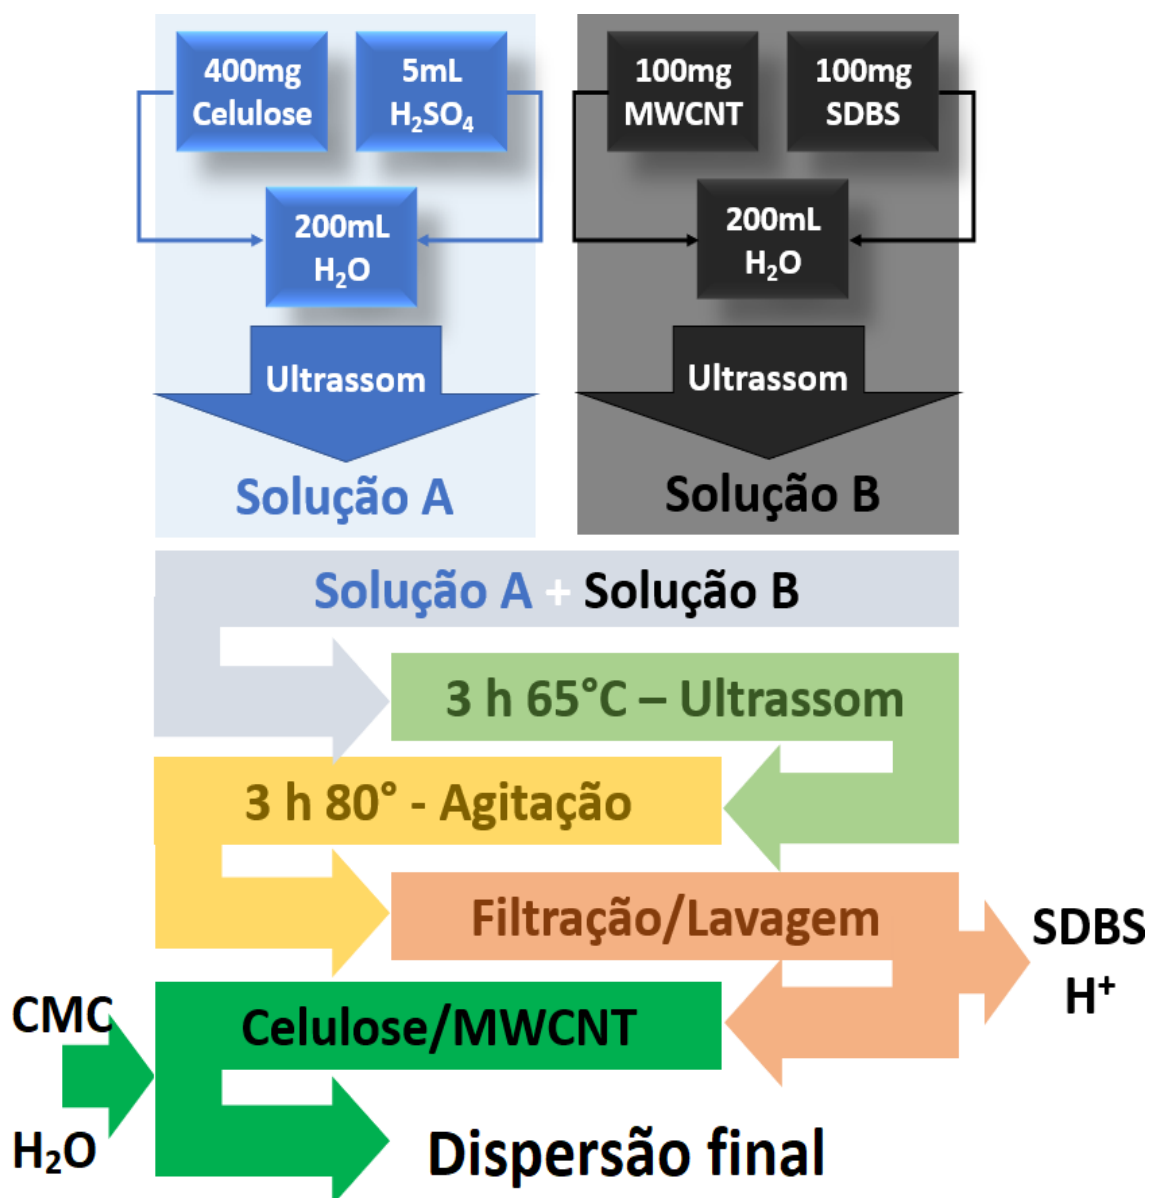 400mg
Celulose
5mL
H₂SO₄
200mL
H₂O
Ultrassom
Solução A
100mg
MWCNT
100mg
SDBS
200mL
H₂O
Ultrassom
Solução B
Solução A + Solução B
3 h 65°C – Ultrassom
3 h 80° - Agitação
Filtração/Lavagem
SDBS
H⁺
CMC
H₂O
Celulose/MWCNT
Dispersão final